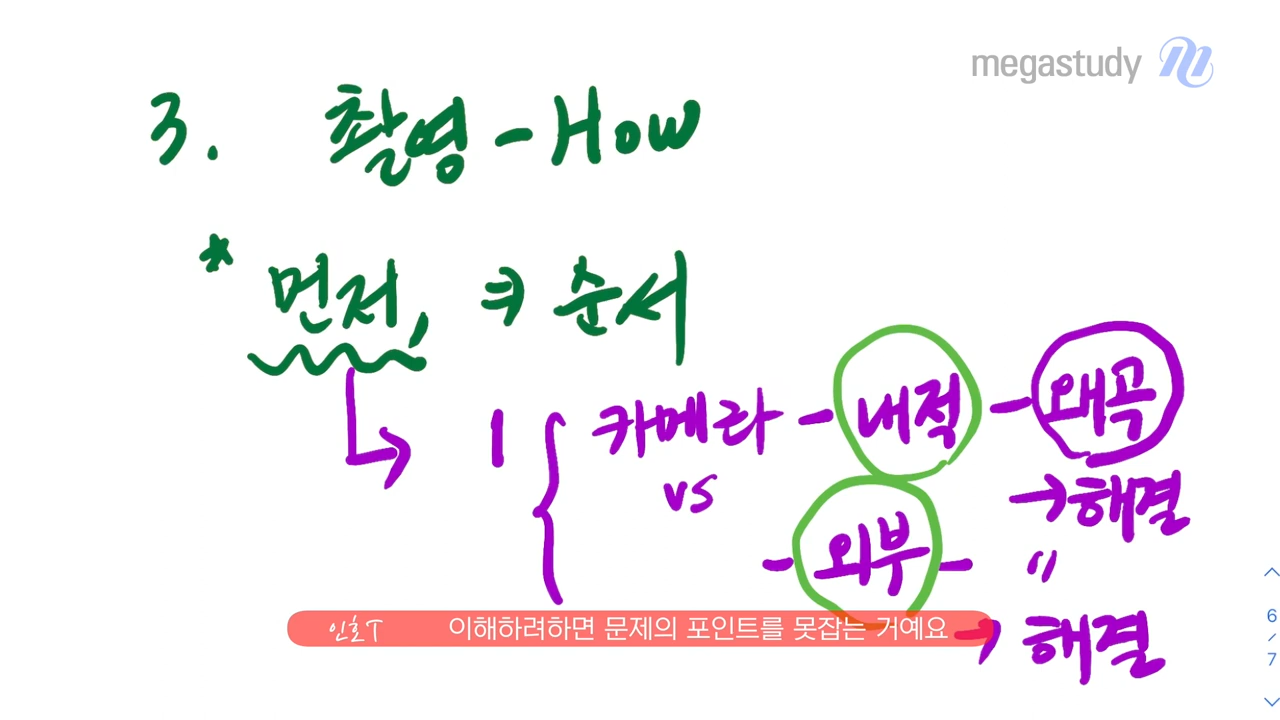 megastudy
3. 촬영 - How
* 먼저, ㅋ 순서
1 { 카메라 - 내적 - 왜곡
→ 해결
vs
- 외부 - "
→ 해결
인호T 이해하려하면 문제의 포인트를 못잡는 거예요
6
/
7